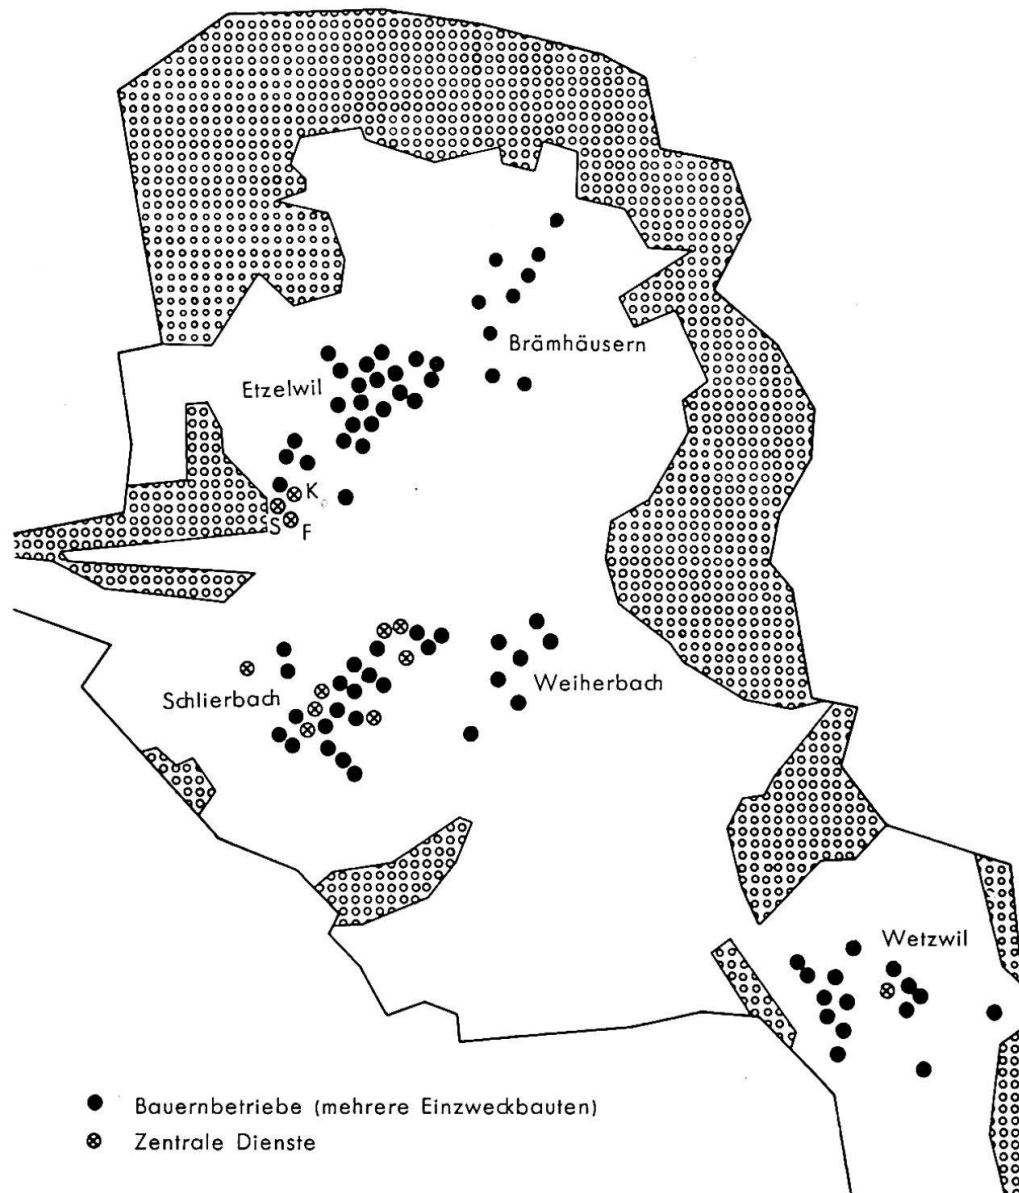 Brämhäusern
Etzelwil
K
S
F
Schlierbach
Weiherbach
Wetzwil
Bauernbetriebe (mehrere Einzweckbauten)
Zentrale Dienste